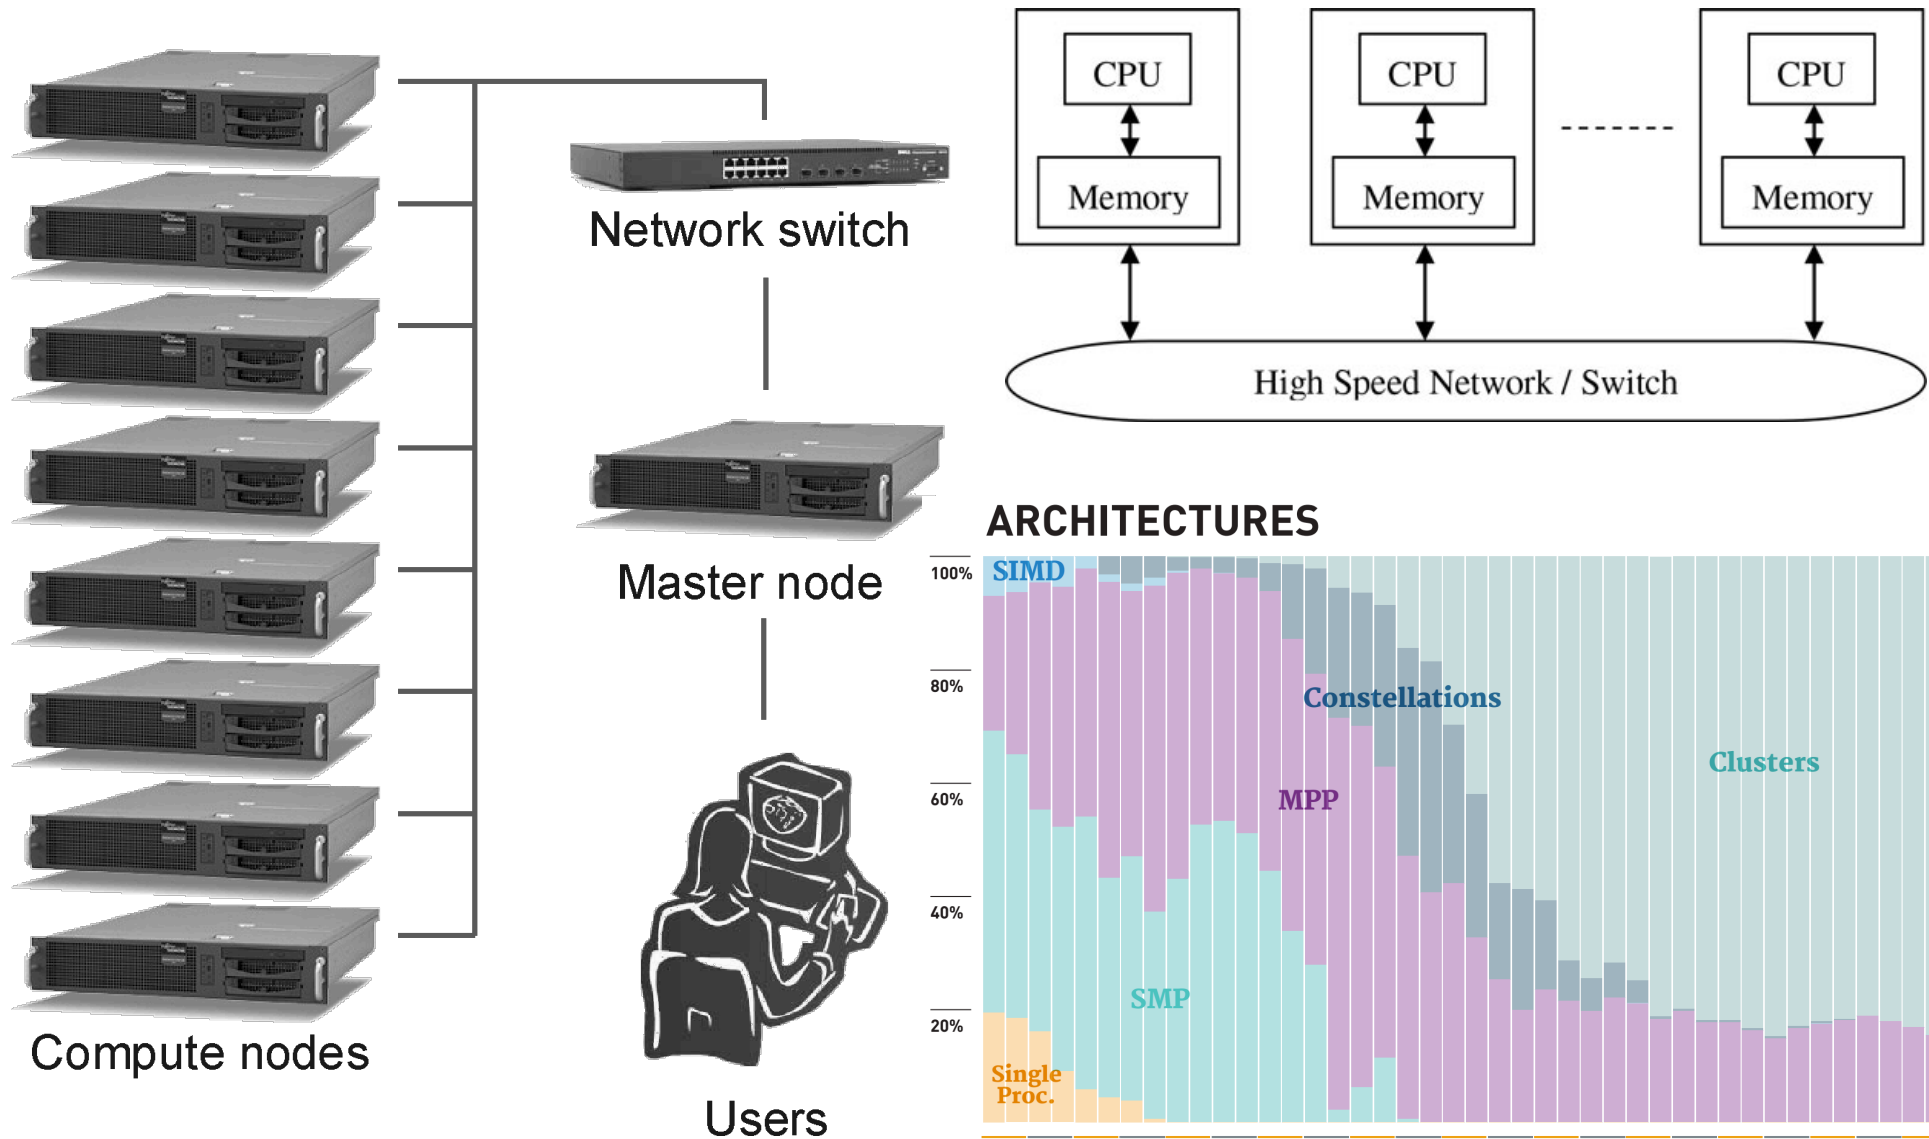 Network switch
Master node
Compute nodes
Users
CPU
Memory
CPU
Memory
CPU
Memory
High Speed Network / Switch
ARCHITECTURES
100%
80%
60%
40%
20%
SIMD
Constellations
Clusters
MPP
SMP
Single
Proc.